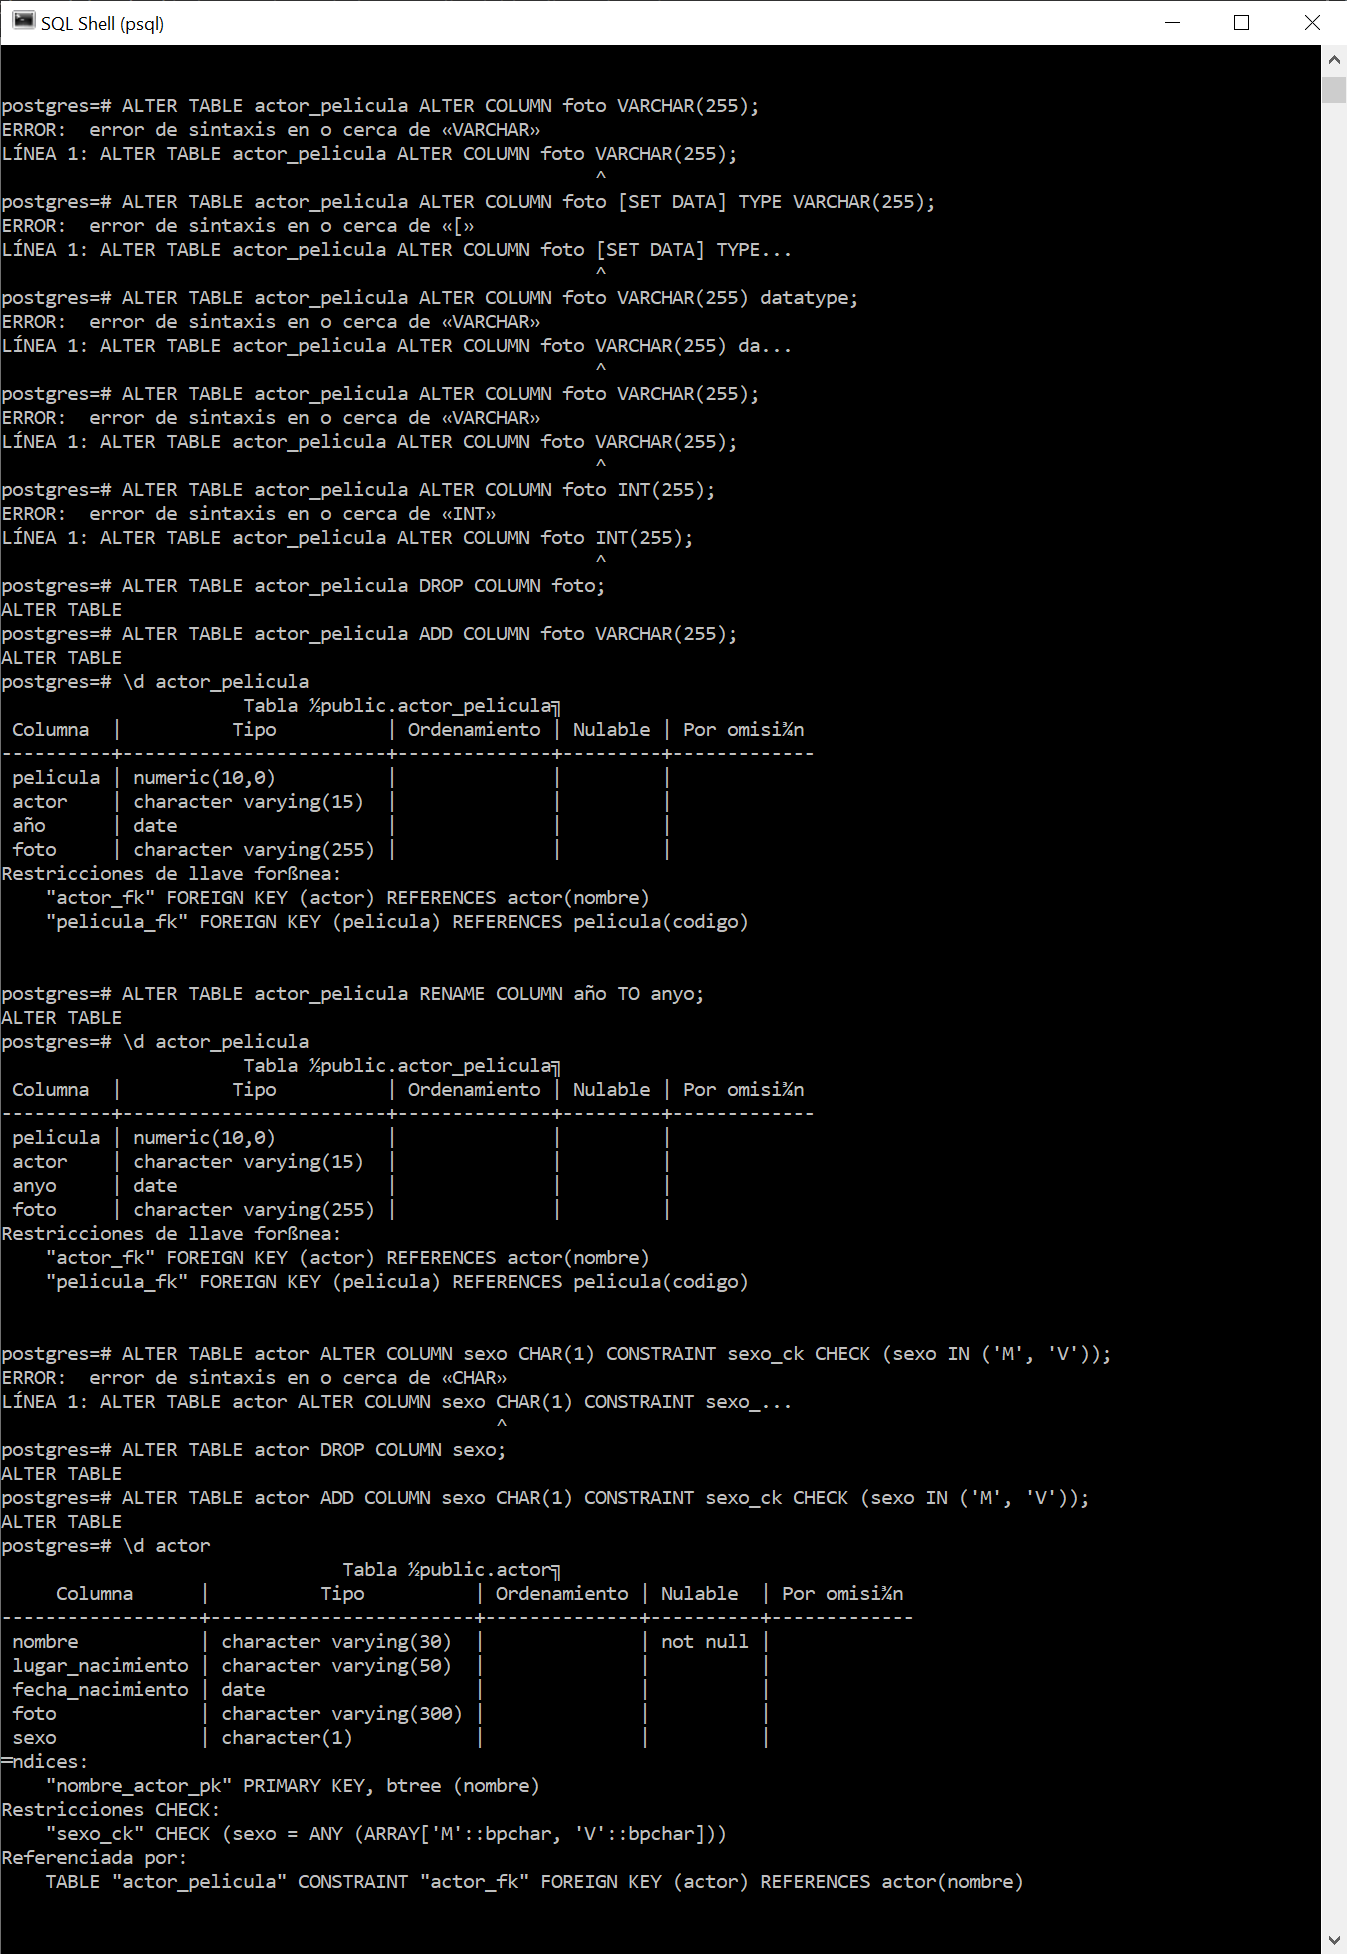 SQL Shell (psql)
postgres=# ALTER TABLE actor_pelicula ALTER COLUMN foto VARCHAR(255);
ERROR:  error de sintaxis en o cerca de «VARCHAR»
LÍNEA 1: ALTER TABLE actor_pelicula ALTER COLUMN foto VARCHAR(255);
^
postgres=# ALTER TABLE actor_pelicula ALTER COLUMN foto [SET DATA] TYPE VARCHAR(255);
ERROR:  error de sintaxis en o cerca de «[»
LÍNEA 1: ALTER TABLE actor_pelicula ALTER COLUMN foto [SET DATA] TYPE...
^
postgres=# ALTER TABLE actor_pelicula ALTER COLUMN foto VARCHAR(255) datatype;
ERROR:  error de sintaxis en o cerca de «VARCHAR»
LÍNEA 1: ALTER TABLE actor_pelicula ALTER COLUMN foto VARCHAR(255) da...
^
postgres=# ALTER TABLE actor_pelicula ALTER COLUMN foto VARCHAR(255);
ERROR:  error de sintaxis en o cerca de «VARCHAR»
LÍNEA 1: ALTER TABLE actor_pelicula ALTER COLUMN foto VARCHAR(255);
^
postgres=# ALTER TABLE actor_pelicula ALTER COLUMN foto INT(255);
ERROR:  error de sintaxis en o cerca de «INT»
LÍNEA 1: ALTER TABLE actor_pelicula ALTER COLUMN foto INT(255);
^
postgres=# ALTER TABLE actor_pelicula DROP COLUMN foto;
ALTER TABLE
postgres=# ALTER TABLE actor_pelicula ADD COLUMN foto VARCHAR(255);
ALTER TABLE
postgres=# \d actor_pelicula
Tabla ½public.actor_pelicula╗
 Columna  |          Tipo          | Ordenamiento | Nulable | Por omisi¾n
----------+------------------------+--------------+---------+-------------
 pelicula | numeric(10,0)          |              |         |
 actor    | character varying(15)  |              |         |
 año      | date                   |              |         |
 foto     | character varying(255) |              |         |
Restricciones de llave forßnea:
    "actor_fk" FOREIGN KEY (actor) REFERENCES actor(nombre)
    "pelicula_fk" FOREIGN KEY (pelicula) REFERENCES pelicula(codigo)
postgres=# ALTER TABLE actor_pelicula RENAME COLUMN año TO anyo;
ALTER TABLE
postgres=# \d actor_pelicula
Tabla ½public.actor_pelicula╗
 Columna  |          Tipo          | Ordenamiento | Nulable | Por omisi¾n
----------+------------------------+--------------+---------+-------------
 pelicula | numeric(10,0)          |              |         |
 actor    | character varying(15)  |              |         |
 anyo     | date                   |              |         |
 foto     | character varying(255) |              |         |
Restricciones de llave forßnea:
    "actor_fk" FOREIGN KEY (actor) REFERENCES actor(nombre)
    "pelicula_fk" FOREIGN KEY (pelicula) REFERENCES pelicula(codigo)
postgres=# ALTER TABLE actor ALTER COLUMN sexo CHAR(1) CONSTRAINT sexo_ck CHECK (sexo IN ('M', 'V'));
ERROR:  error de sintaxis en o cerca de «CHAR»
LÍNEA 1: ALTER TABLE actor ALTER COLUMN sexo CHAR(1) CONSTRAINT sexo_...
^
postgres=# ALTER TABLE actor DROP COLUMN sexo;
ALTER TABLE
postgres=# ALTER TABLE actor ADD COLUMN sexo CHAR(1) CONSTRAINT sexo_ck CHECK (sexo IN ('M', 'V'));
ALTER TABLE
postgres=# \d actor
Tabla ½public.actor╗
     Columna      |          Tipo          | Ordenamiento | Nulable  | Por omisi¾n
------------------+------------------------+--------------+----------+-------------
 nombre           | character varying(30)  |              | not null |
 lugar_nacimiento | character varying(50)  |              |          |
 fecha_nacimiento | date                   |              |          |
 foto             | character varying(300) |              |          |
 sexo             | character(1)           |              |          |
═ndices:
    "nombre_actor_pk" PRIMARY KEY, btree (nombre)
Restricciones CHECK:
    "sexo_ck" CHECK (sexo = ANY (ARRAY['M'::bpchar, 'V'::bpchar]))
Referenciada por:
    TABLE "actor_pelicula" CONSTRAINT "actor_fk" FOREIGN KEY (actor) REFERENCES actor(nombre)